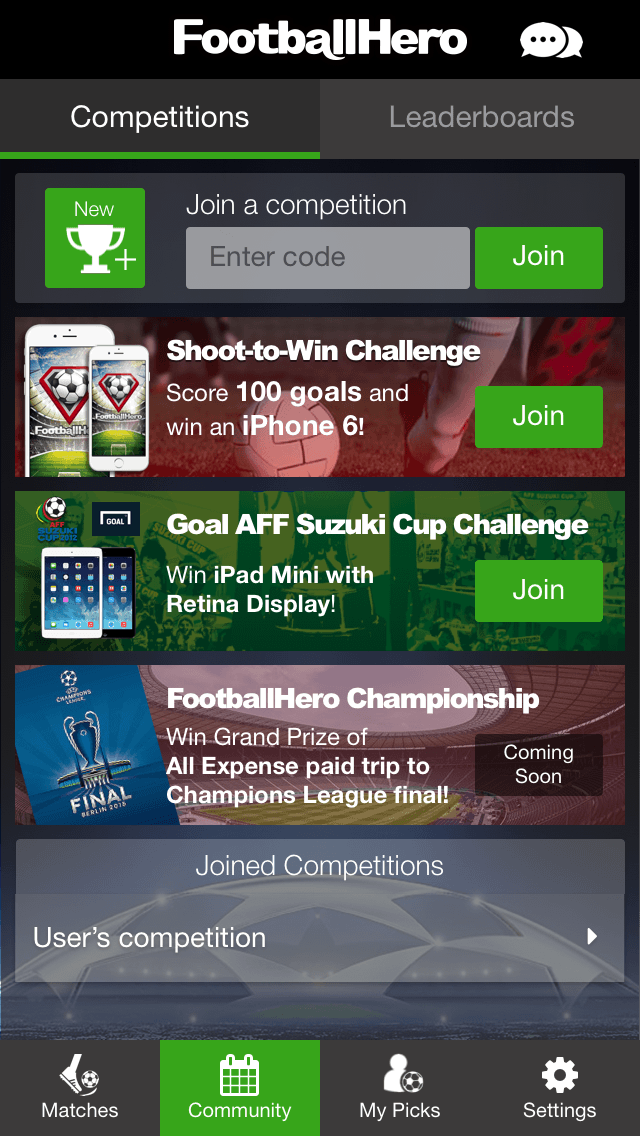 FootballHero
Competitions
Leaderboards
New
Join a competition
Enter code
Join
Shoot-to-Win Challenge
Score 100 goals and
win an iPhone 6!
Join
FootballH
FootballHero
AFF
SUZUKI
CUP2012
GOAL
Goal AFF Suzuki Cup Challenge
Win iPad Mini with
Retina Display!
Join
CHAMPIONS
LEAGUE
FINAL
BERLIN 2015
FootballHero Championship
Win Grand Prize of
All Expense paid trip to
Champions League final!
Coming
Soon
Joined Competitions
User's competition
Matches
Community
My Picks
Settings